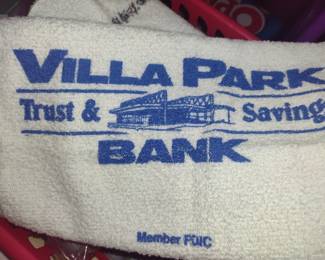 VILLA PARK
Trust & Saving
BANK
Member FDIC